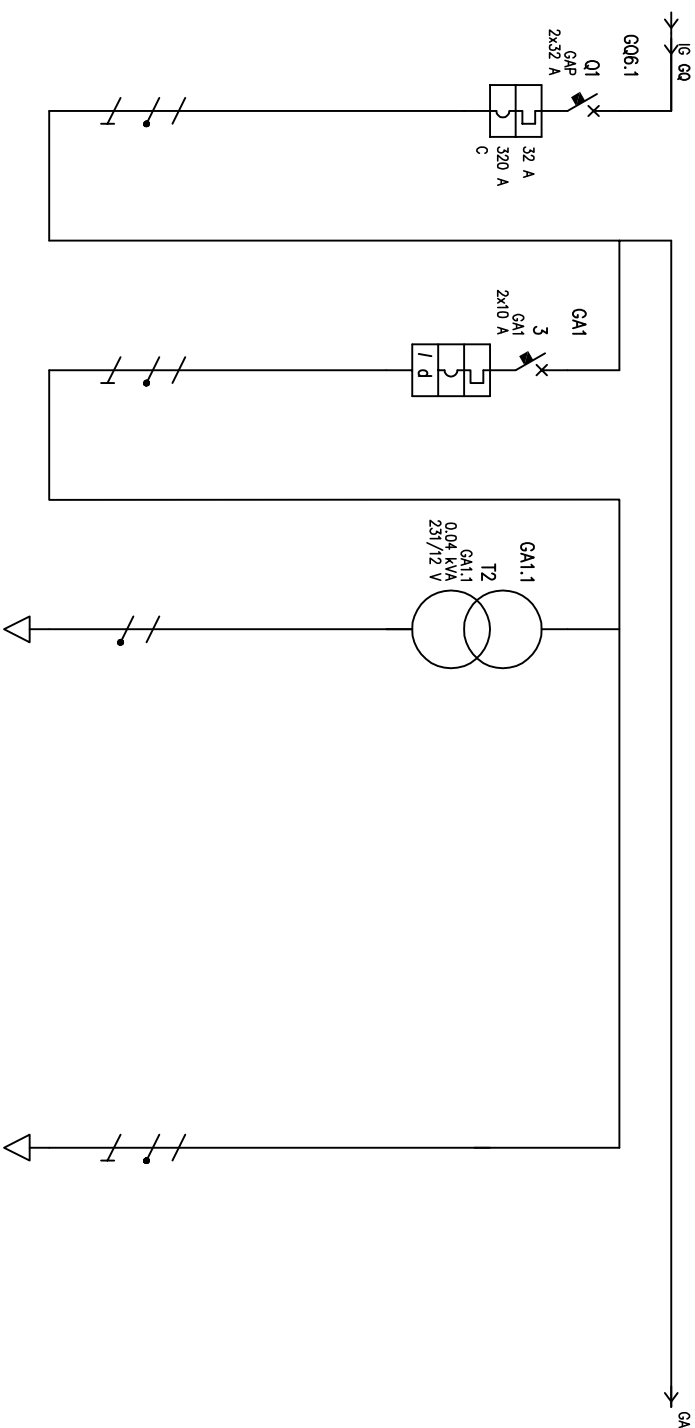 IG GQ
GQ6.1
Q1
GAP
2x32 A
32 A
320 A
C
GA1
3
GA1
2x10 A
I d
GA1.1
T2
GA1.1
0.04 kVA
231/12 V
GA